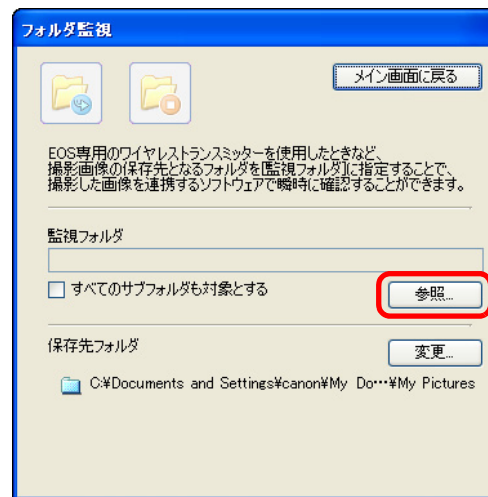 フォルダ監視
メイン画面に戻る
EOS専用のワイヤレストランスミッターを使用したときなど、
撮影画像の保存先となるフォルダを[監視フォルダ]に指定することで、
撮影した画像を連携するソフトウェアで瞬時に確認することができます。
監視フォルダ
すべてのサブフォルダも対象とする
参照...
保存先フォルダ
変更...
C:¥Documents and Settings¥canon¥My Do…¥My Pictures